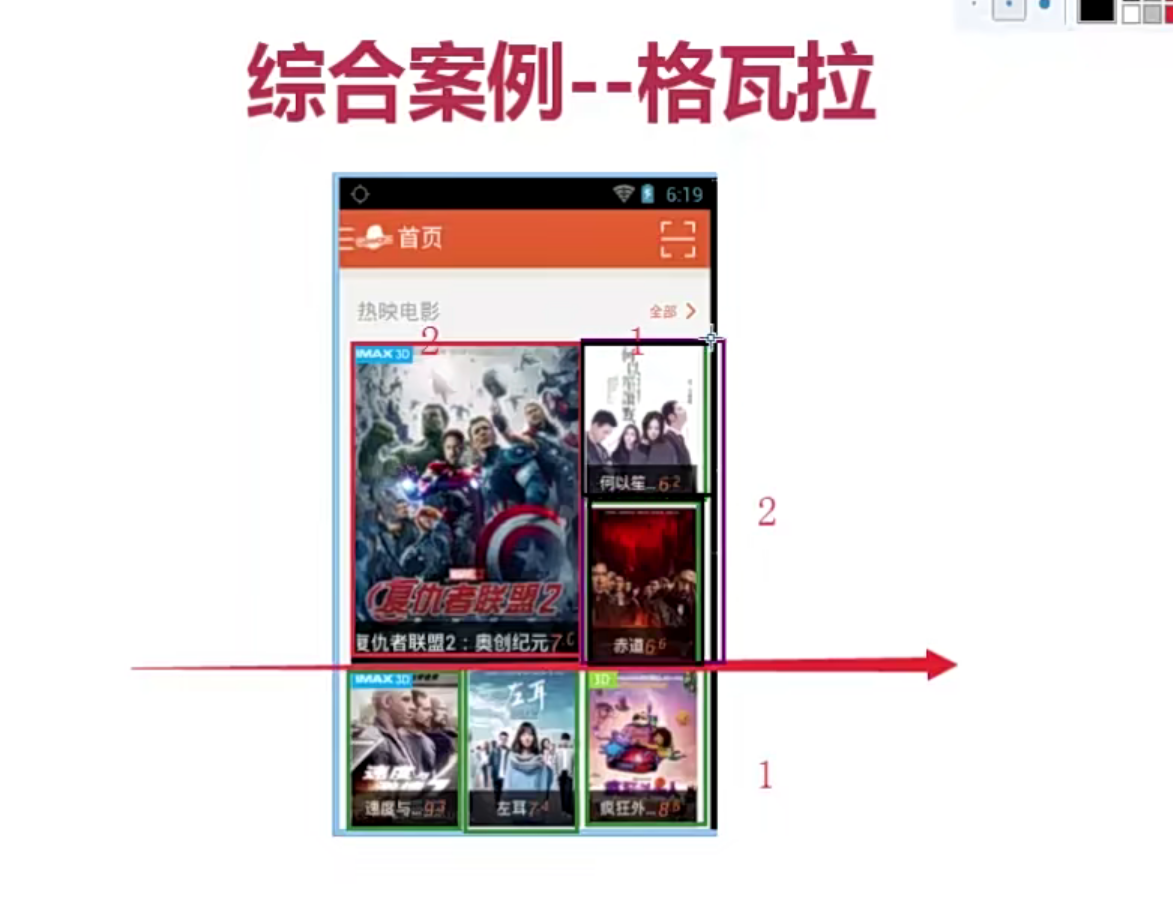 综合案例--格瓦拉
6:19
首页
热映电影
全部
2
1
IMAX 3D
何以笙...6.2
2
复仇者联盟2
赤道6.6
复仇者联盟2：奥创纪元7.
IMAX 3D
左耳
3D
1
速度与...9.3
左耳7.4
疯狂外...8.6